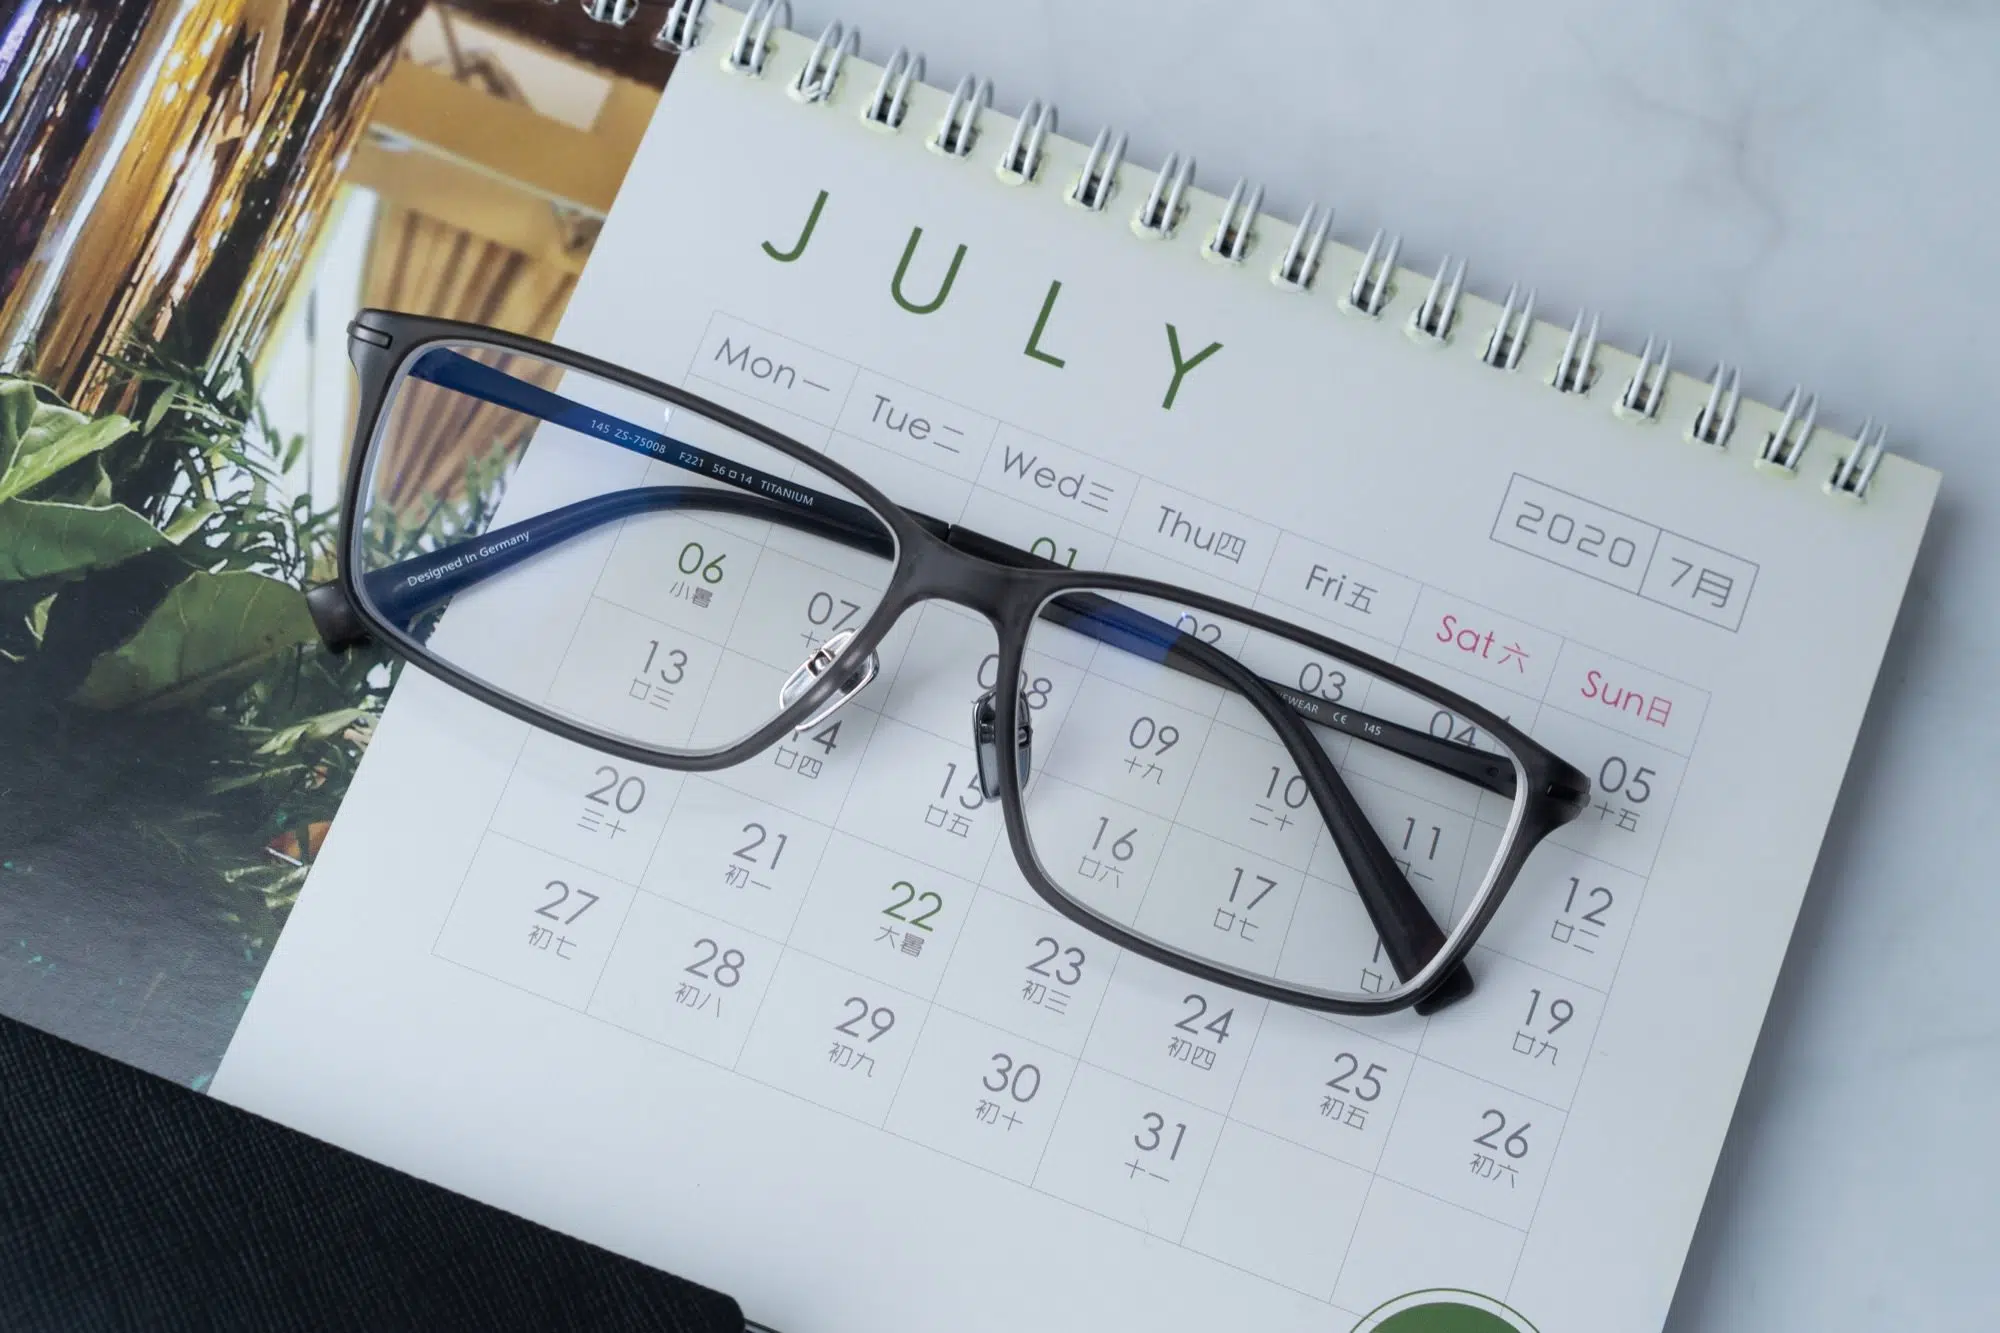 JULY
2020 7月
Mon一 Tue二 Wed三 Thu四 Fri五 Sat六 Sun日
01 02 03 04 05
十五
06 07 08 09 10 11 12
小暑 十九 二十 廿二
13 14 15 16 17 19
廿三 廿四 廿五 廿六 廿七 廿九
20 21 22 23 24 25 26
三十 初一 大暑 初三 初四 初五 初六
27 28 29 30 31
初七 初八 初九 初十 十一
145 ZS-75008 F221 56□14 TITANIUM
Designed In Germany
CE 145